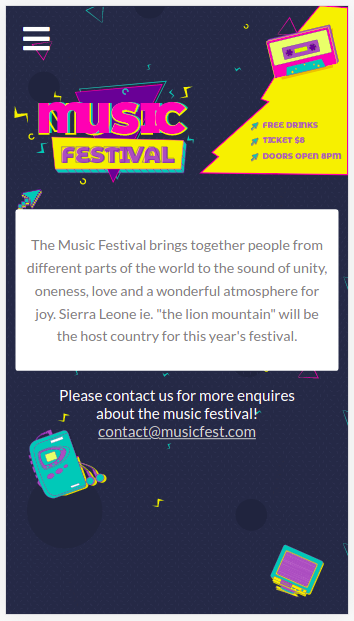 MUSIC
FESTIVAL
FREE DRINKS
TICKET $8
DOORS OPEN 8PM
The Music Festival brings together people from
different parts of the world to the sound of unity,
oneness, love and a wonderful atmosphere for
joy. Sierra Leone ie. "the lion mountain" will be
the host country for this year's festival.
Please contact us for more enquires
about the music festival!
contact@musicfest.com